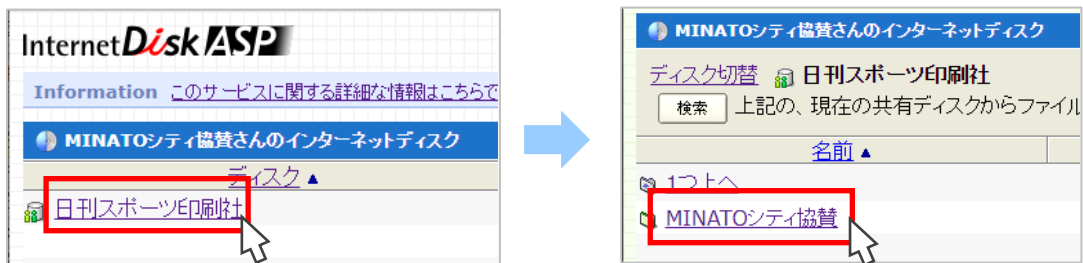 InternetDisk ASP
Information このサービスに関する詳細な情報はこちらで
MINATOシティ協賛さんのインターネットディスク
ディスク▲
日刊スポーツ印刷社
MINATOシティ協賛さんのインターネットディスク
ディスク切替 日刊スポーツ印刷社
検索 上記の、現在の共有ディスクからファイル
名前▲
1つ上へ
MINATOシティ協賛